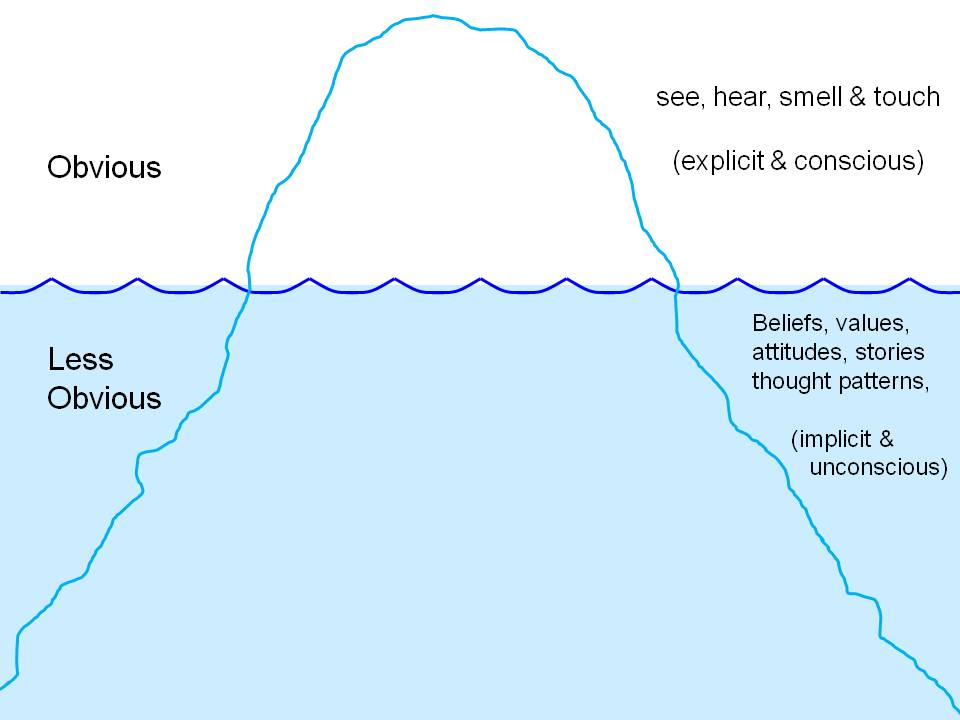 see, hear, smell & touch
Obvious
(explicit & conscious)
Less
Obvious
Beliefs, values,
attitudes, stories
thought patterns,
(implicit &
unconscious)